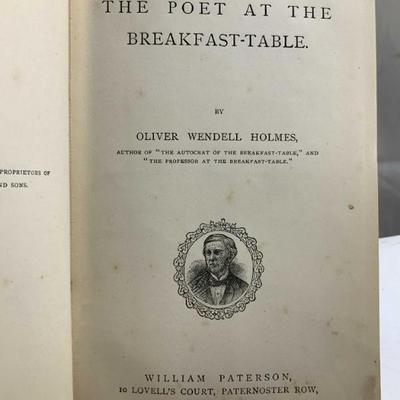 PROPRIETORS OF
ND SONS.
THE POET AT THE
BREAKFAST-TABLE.
BY
OLIVER WENDELL HOLMES,
AUTHOR OF "THE AUTOCRAT OF THE BREAKFAST-TABLE," AND
"THE PROFESSOR AT THE BREAKFAST-TABLE."
WILLIAM PATERSON,
10 LOVELL'S COURT, PATERNOSTER ROW,